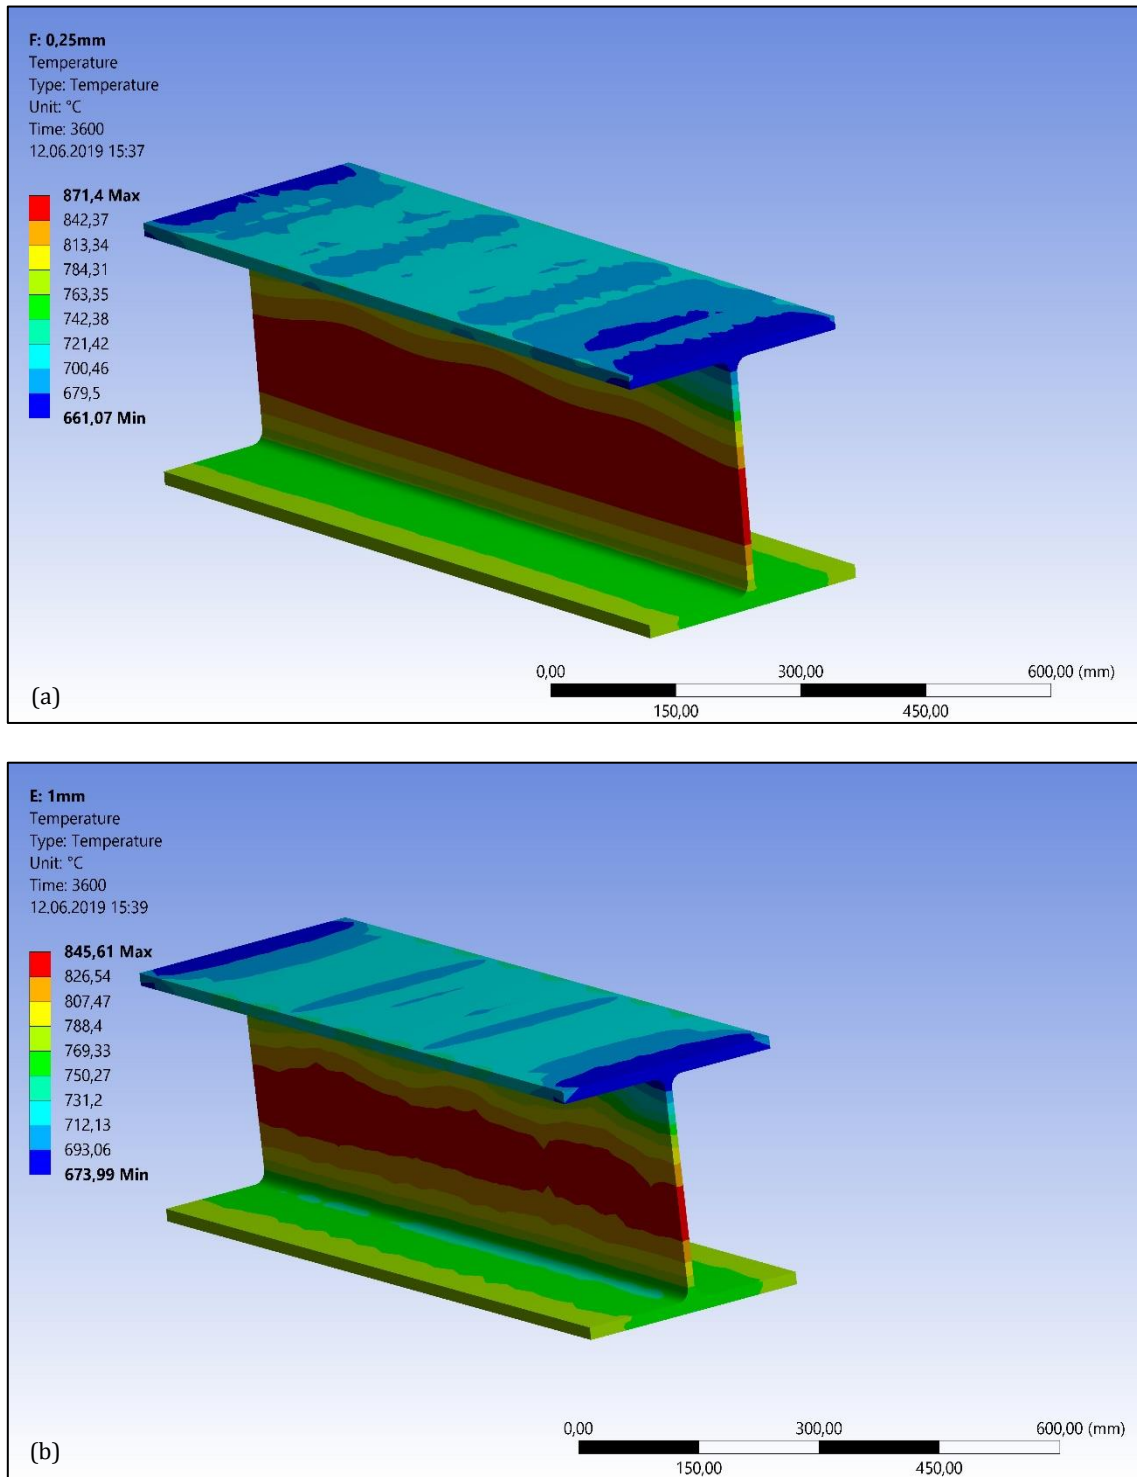 F: 0,25mm
Temperature
Type: Temperature
Unit: °C
Time: 3600
12.06.2019 15:37
871,4 Max
842,37
813,34
784,31
763,35
742,38
721,42
700,46
679,5
661,07 Min
0,00 300,00 600,00 (mm)
150,00 450,00
(a)
E: 1mm
Temperature
Type: Temperature
Unit: °C
Time: 3600
12.06.2019 15:39
845,61 Max
826,54
807,47
788,4
769,33
750,27
731,2
712,13
693,06
673,99 Min
0,00 300,00 600,00 (mm)
150,00 450,00
(b)